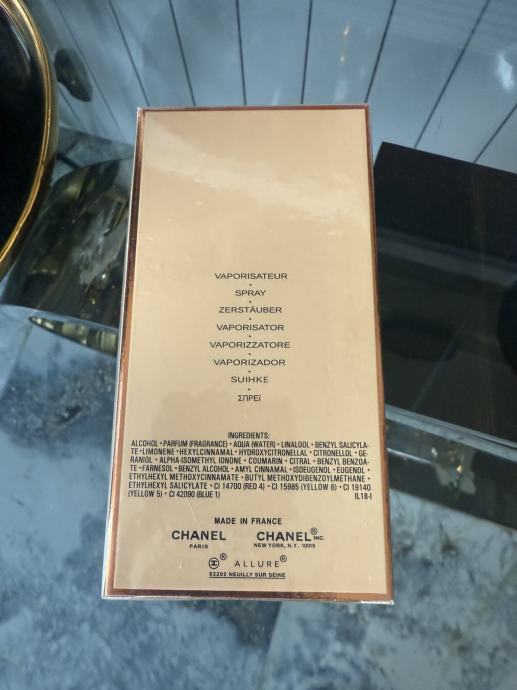 VAPORISATEUR
•
SPRAY
•
ZERSTÄUBER
•
VAPORISATOR
•
VAPORIZZATORE
•
VAPORIZADOR
•
SUIHKE
•
ΣΠΡΕΪ
INGREDIENTS:
ALCOHOL • PARFUM (FRAGRANCE) • AQUA (WATER) • LINALOOL • BENZYL SALICYLA-
TE • LIMONENE • HEXYLCINNAMAL • HYDROXYCITRONELLAL • CITRONELLOL • GE-
RANIOL • ALPHA-ISOMETHYL IONONE • COUMARIN • CITRAL • BENZYL BENZOA-
TE • FARNESOL • BENZYL ALCOHOL • AMYL CINNAMAL • ISOEUGENOL • EUGENOL •
ETHYLHEXYL METHOXYCINNAMATE • BUTYL METHOXYDIBENZOYLMETHANE •
ETHYLHEXYL SALICYLATE • CI 14700 (RED 4) • CI 15985 (YELLOW 6) • CI 19140
(YELLOW 5) • CI 42090 (BLUE 1) IL18-I
MADE IN FRANCE
CHANEL CHANEL® INC.
PARIS NEW YORK, N.Y. 10019
® ALLURE®
92200 NEUILLY SUR SEINE